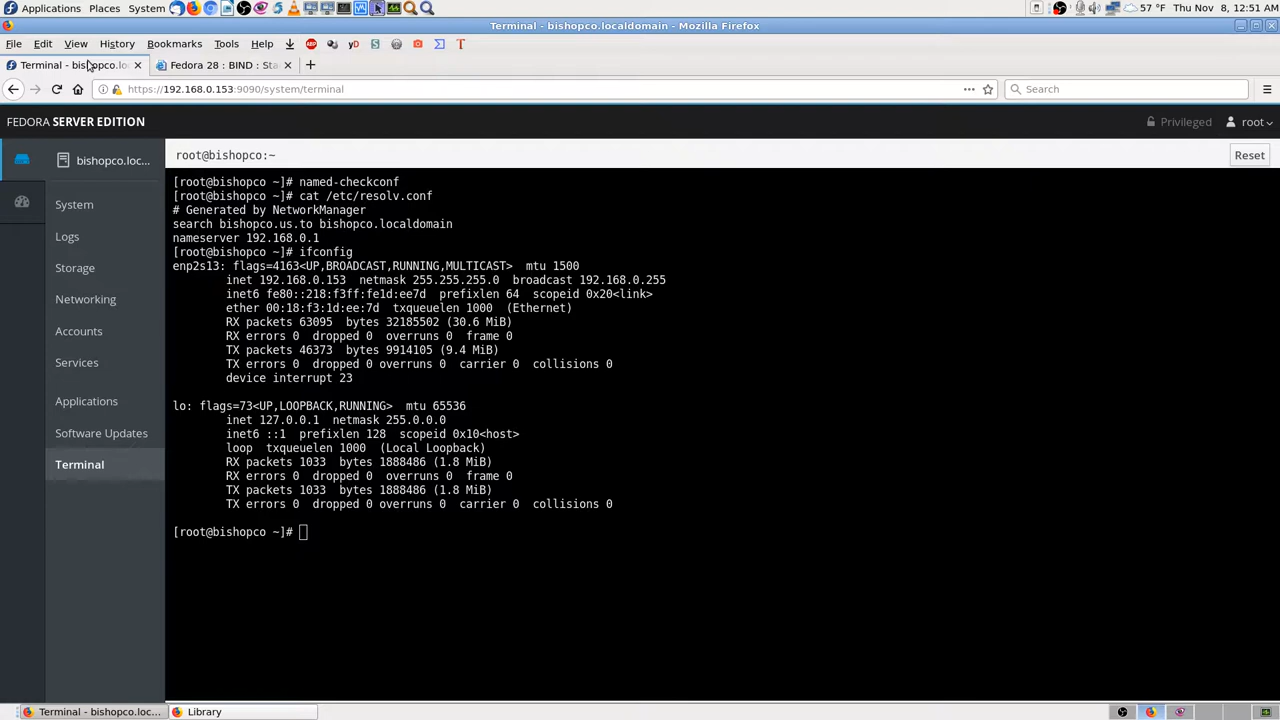 Applications Places System 57 °F Thu Nov 8, 12:51 AM
Terminal - bishopco.localdomain - Mozilla Firefox
File Edit View History Bookmarks Tools Help ABP yD S T
Terminal - bishopco.lo Fedora 28 : BIND : Sta
https://192.168.0.153:9090/system/terminal Search
FEDORA SERVER EDITION Privileged root
bishopco.loc...
root@bishopco:~ Reset
System
Logs
Storage
Networking
Accounts
Services
Applications
Software Updates
Terminal
[root@bishopco ~]# named-checkconf
[root@bishopco ~]# cat /etc/resolv.conf
# Generated by NetworkManager
search bishopco.us.to bishopco.localdomain
nameserver 192.168.0.1
[root@bishopco ~]# ifconfig
enp2s13: flags=4163<UP,BROADCAST,RUNNING,MULTICAST>  mtu 1500
        inet 192.168.0.153  netmask 255.255.255.0  broadcast 192.168.0.255
        inet6 fe80::218:f3ff:fe1d:ee7d  prefixlen 64  scopeid 0x20<link>
        ether 00:18:f3:1d:ee:7d  txqueuelen 1000  (Ethernet)
        RX packets 63095  bytes 32185502 (30.6 MiB)
        RX errors 0  dropped 0  overruns 0  frame 0
        TX packets 46373  bytes 9914105 (9.4 MiB)
        TX errors 0  dropped 0 overruns 0  carrier 0  collisions 0
        device interrupt 23
lo: flags=73<UP,LOOPBACK,RUNNING>  mtu 65536
        inet 127.0.0.1  netmask 255.0.0.0
        inet6 ::1  prefixlen 128  scopeid 0x10<host>
        loop  txqueuelen 1000  (Local Loopback)
        RX packets 1033  bytes 1888486 (1.8 MiB)
        RX errors 0  dropped 0  overruns 0  frame 0
        TX packets 1033  bytes 1888486 (1.8 MiB)
        TX errors 0  dropped 0 overruns 0  carrier 0  collisions 0
[root@bishopco ~]#
Terminal - bishopco.loc... Library